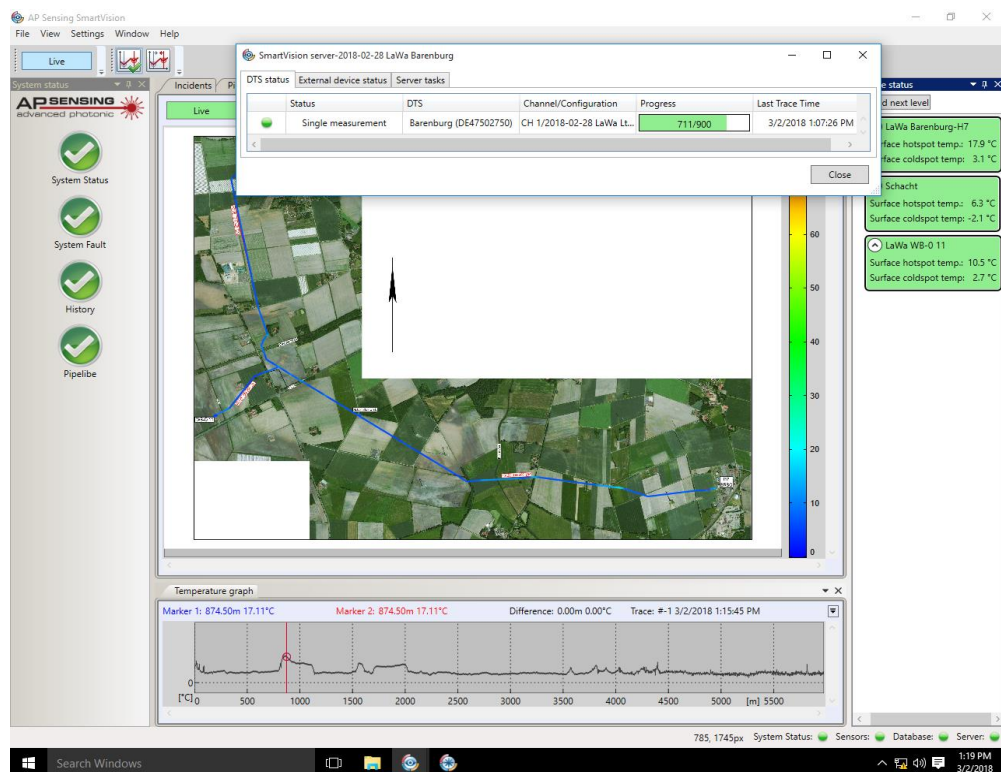 AP Sensing SmartVision
File View Settings Window Help
Live
System status
AP SENSING
advanced photonic
System Status
System Fault
History
Pipelibe
Incidents
Live
SmartVision server-2018-02-28 LaWa Barenburg
DTS status External device status Server tasks
Status DTS Channel/Configuration Progress Last Trace Time
Single measurement Barenburg (DE47502750) CH 1/2018-02-28 LaWa Lt... 711/900 3/2/2018 1:07:26 PM
Close
60
50
40
30
20
10
0
status
next level
LaWa Barenburg-H7
face hotspot temp.: 17.9 °C
face coldspot temp: 3.1 °C
Schacht
Surface hotspot temp.: 6.3 °C
Surface coldspot temp: -2.1 °C
LaWa WB-0 11
Surface hotspot temp.: 10.5 °C
Surface coldspot temp: 2.7 °C
Temperature graph
Marker 1: 874.50m 17.11°C Marker 2: 874.50m 17.11°C Difference: 0.00m 0.00°C Trace: #-1 3/2/2018 1:15:45 PM
0
[°C] 0 500 1000 1500 2000 2500 3000 3500 4000 4500 5000 [m] 5500
785, 1745px System Status: Sensors: Database: Server:
Search Windows
1:19 PM
3/2/2018